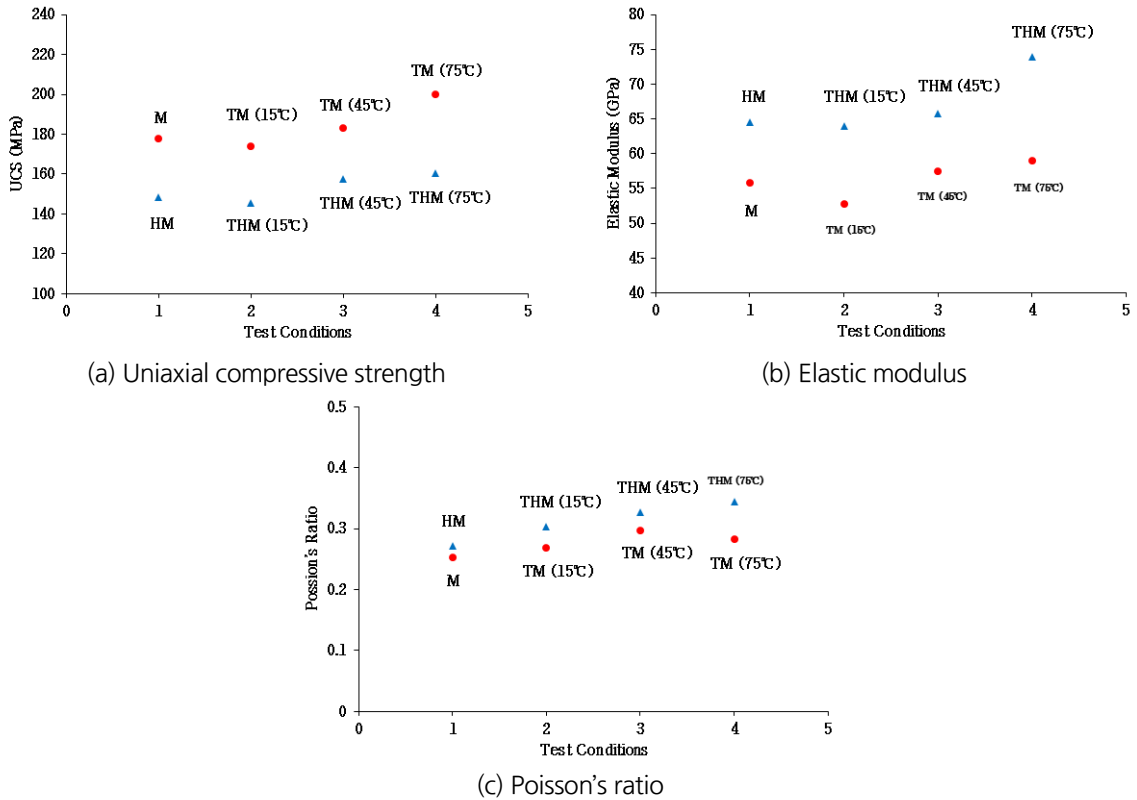 240
220
200
180
160
140
120
100
UCS (MPa)
M
TM (15℃)
TM (45℃)
TM (75℃)
HM
THM (15℃)
THM (45℃)
THM (75℃)
0 1 2 3 4 5
Test Conditions
(a) Uniaxial compressive strength
80
75
70
65
60
55
50
45
40
Elastic Modulus (GPa)
HM
THM (15℃)
THM (45℃)
THM (75℃)
M
TM (15℃)
TM (45℃)
TM (75℃)
0 1 2 3 4 5
Test Conditions
(b) Elastic modulus
0.5
0.4
0.3
0.2
0.1
0
Possion's Ratio
HM
THM (15℃)
THM (45℃)
THM (75℃)
M
TM (15℃)
TM (45℃)
TM (75℃)
0 1 2 3 4 5
Test Conditions
(c) Poisson's ratio